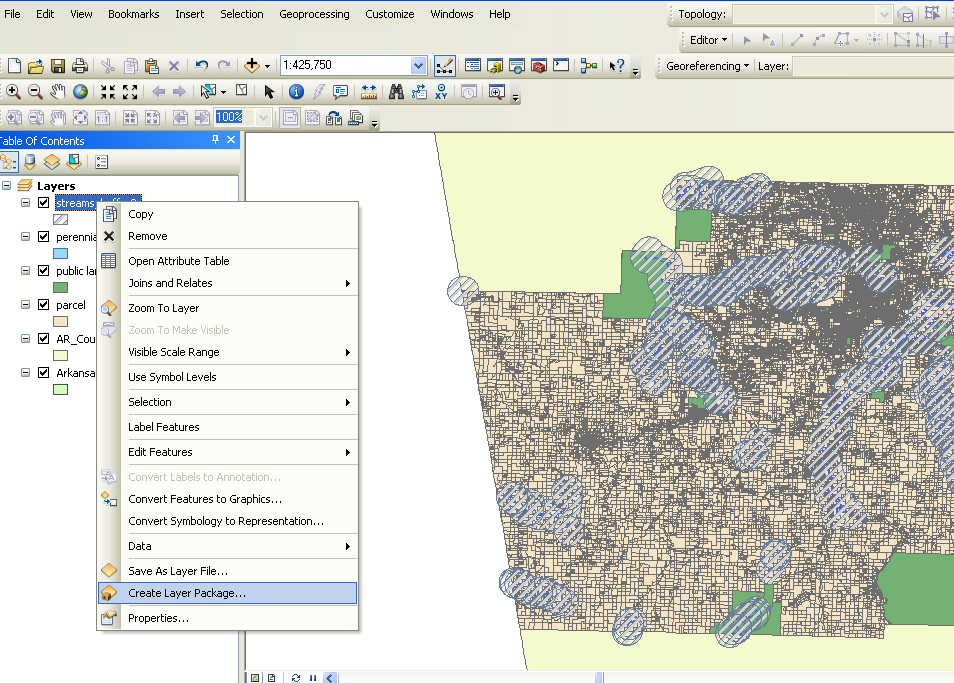 File Edit View Bookmarks Insert Selection Geoprocessing Customize Windows Help
Topology:
Editor
1:425,750
Georeferencing Layer:
100%
Table Of Contents
Layers
streams
perennia
public la
parcel
AR_Cou
Arkansa
Copy
Remove
Open Attribute Table
Joins and Relates
Zoom To Layer
Zoom To Make Visible
Visible Scale Range
Use Symbol Levels
Selection
Label Features
Edit Features
Convert Labels to Annotation...
Convert Features to Graphics...
Convert Symbology to Representation...
Data
Save As Layer File...
Create Layer Package...
Properties...